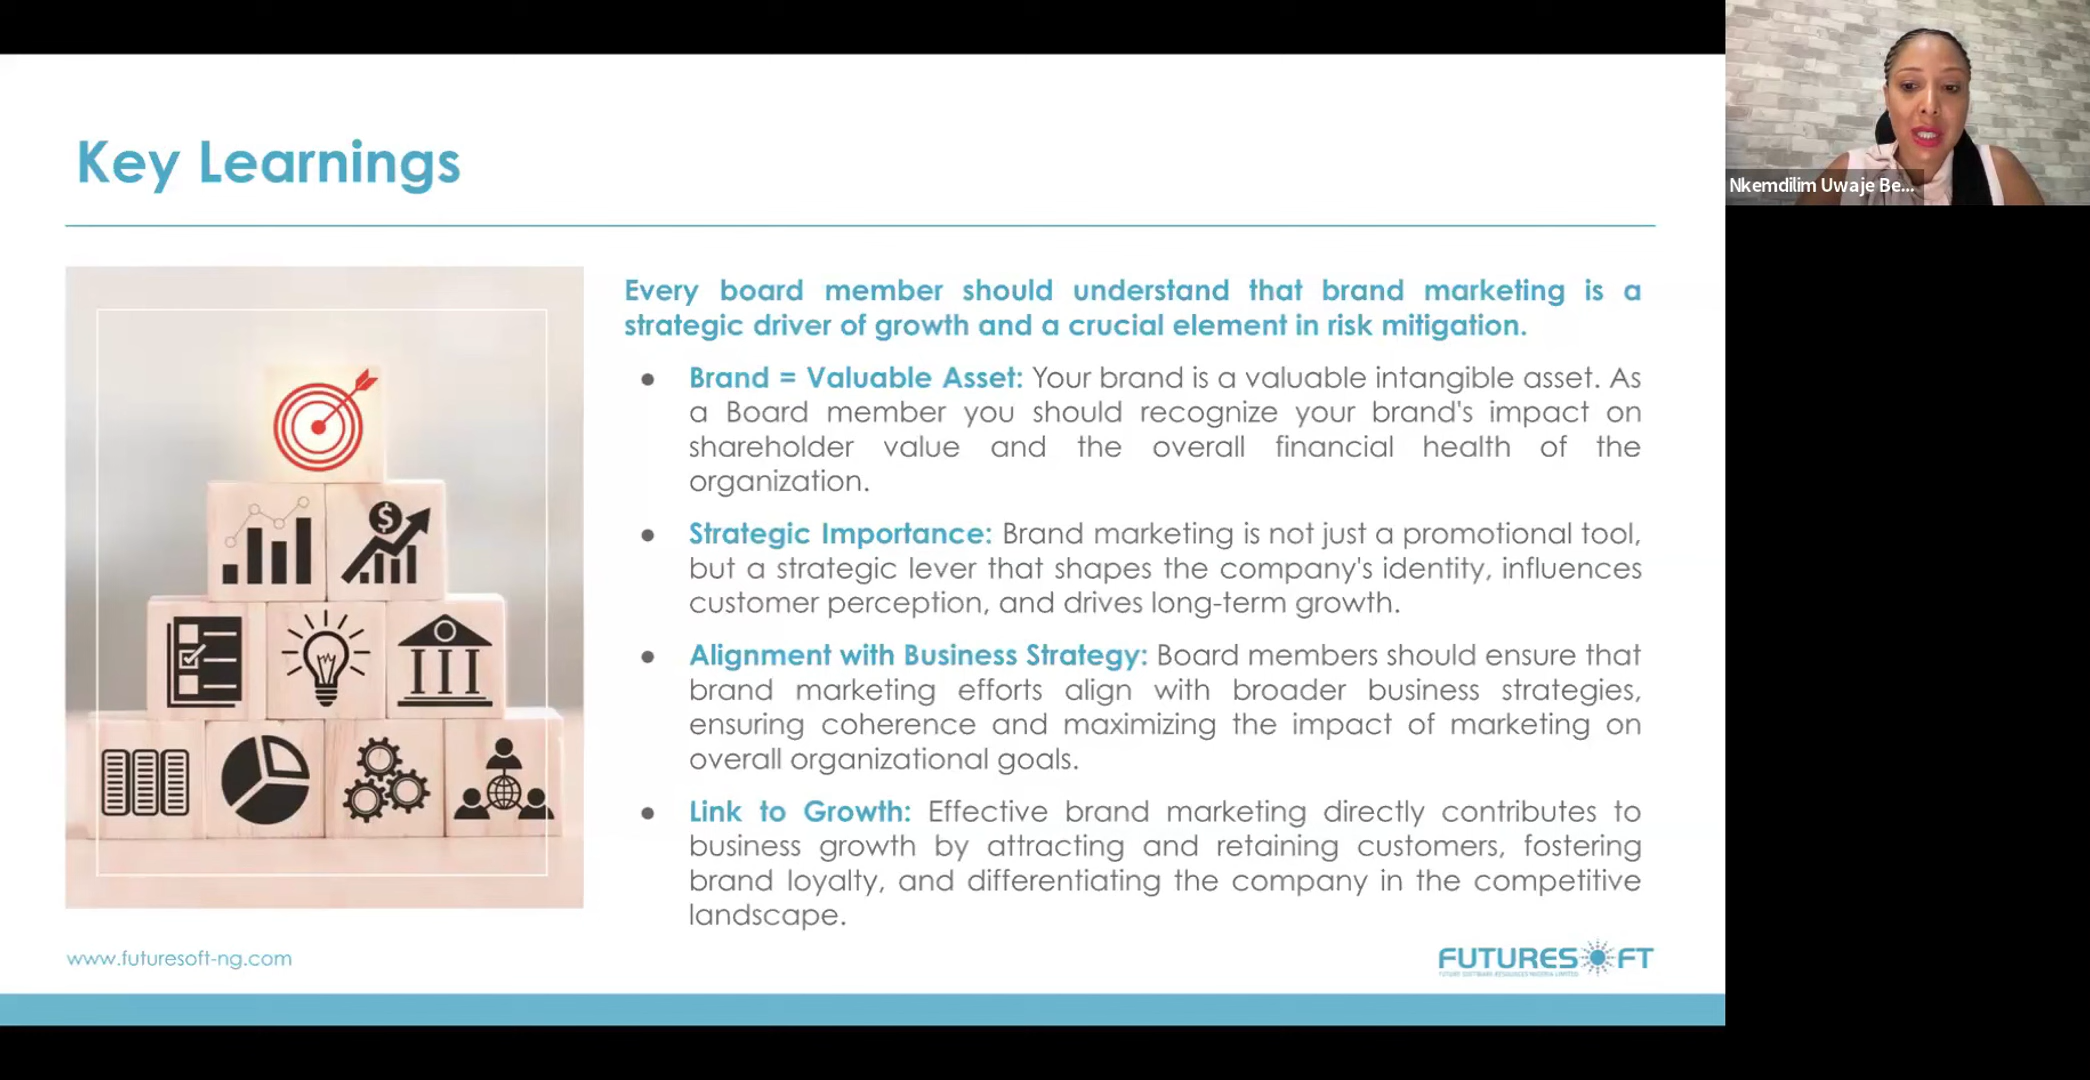 Key Learnings
Every board member should understand that brand marketing is a
strategic driver of growth and a crucial element in risk mitigation.
● Brand = Valuable Asset: Your brand is a valuable intangible asset. As
a Board member you should recognize your brand's impact on
shareholder value and the overall financial health of the
organization.
● Strategic Importance: Brand marketing is not just a promotional tool,
but a strategic lever that shapes the company's identity, influences
customer perception, and drives long-term growth.
● Alignment with Business Strategy: Board members should ensure that
brand marketing efforts align with broader business strategies,
ensuring coherence and maximizing the impact of marketing on
overall organizational goals.
● Link to Growth: Effective brand marketing directly contributes to
business growth by attracting and retaining customers, fostering
brand loyalty, and differentiating the company in the competitive
landscape.
$
www.futuresoft-ng.com
FUTURESOFT
FUTURE SOFTWARE RESOURCES NIGERIA LIMITED
Nkemdilim Uwaje Be...